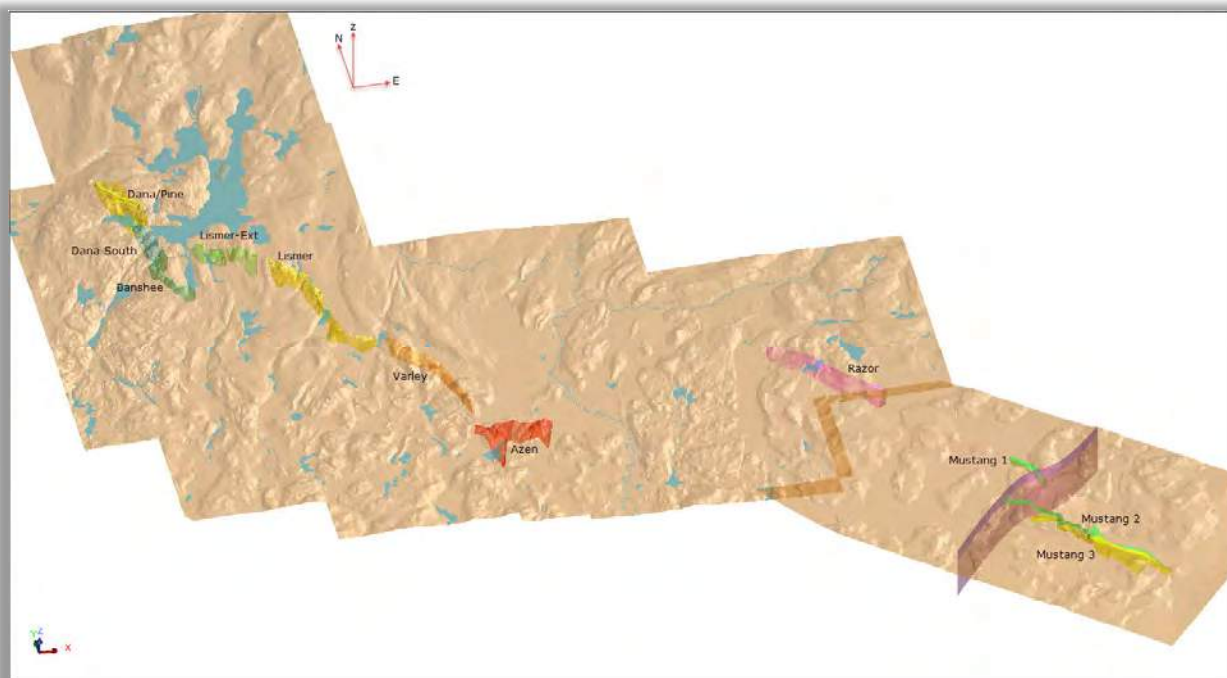 z
N
E
Dana/Pine
Dana South
Lismer-Ext
Lismer
Banshee
Varley
Razor
Azen
Mustang 1
Mustang 2
Mustang 3
Y
Z
X